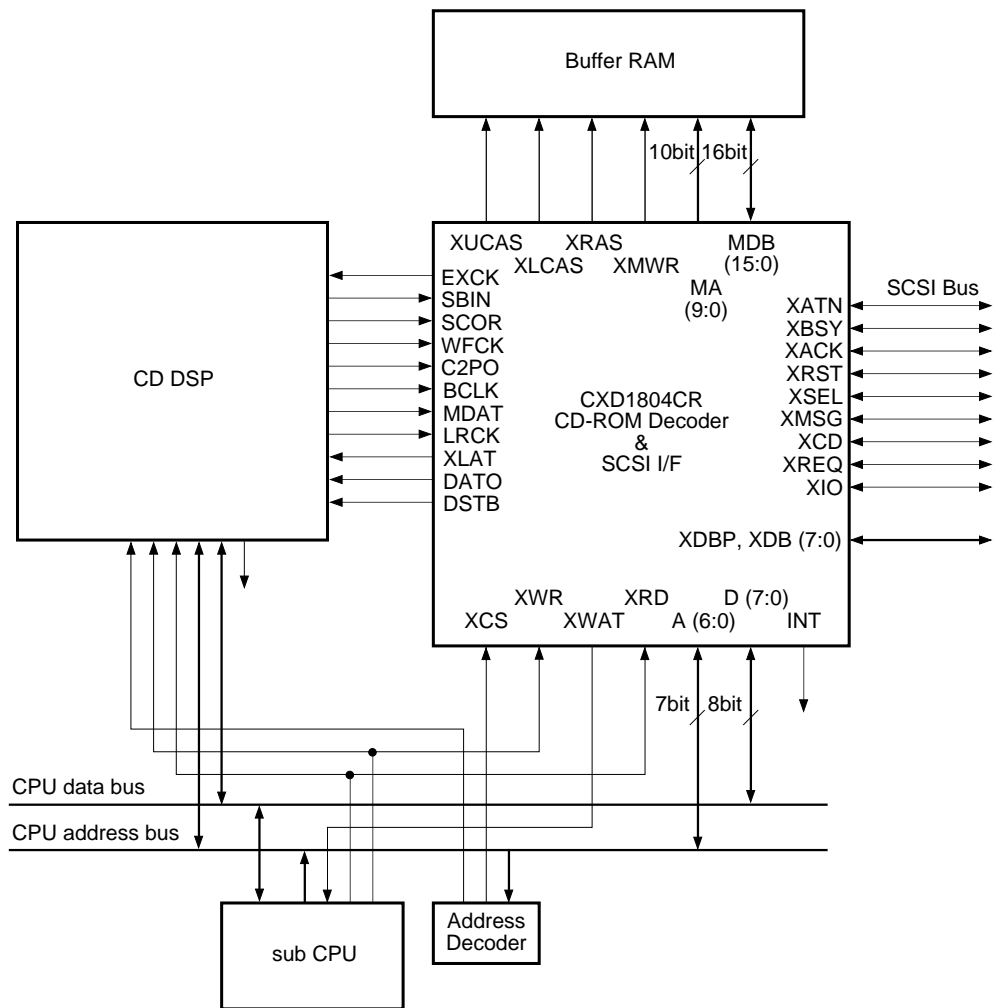 Buffer RAM
10bit 16bit
XUCAS
XRAS
MDB
(15:0)
XLCAS
XMWR
MA
(9:0)
EXCK
SBIN
SCOR
WFCK
C2PO
BCLK
MDAT
LRCK
XLAT
DATO
DSTB
CD DSP
CXD1804CR
CD-ROM Decoder
&
SCSI I/F
SCSI Bus
XATN
XBSY
XACK
XRST
XSEL
XMSG
XCD
XREQ
XIO
XDBP, XDB (7:0)
XWR
XRD
D (7:0)
XCS
XWAT
A (6:0)
INT
7bit
8bit
CPU data bus
CPU address bus
sub CPU
Address
Decoder